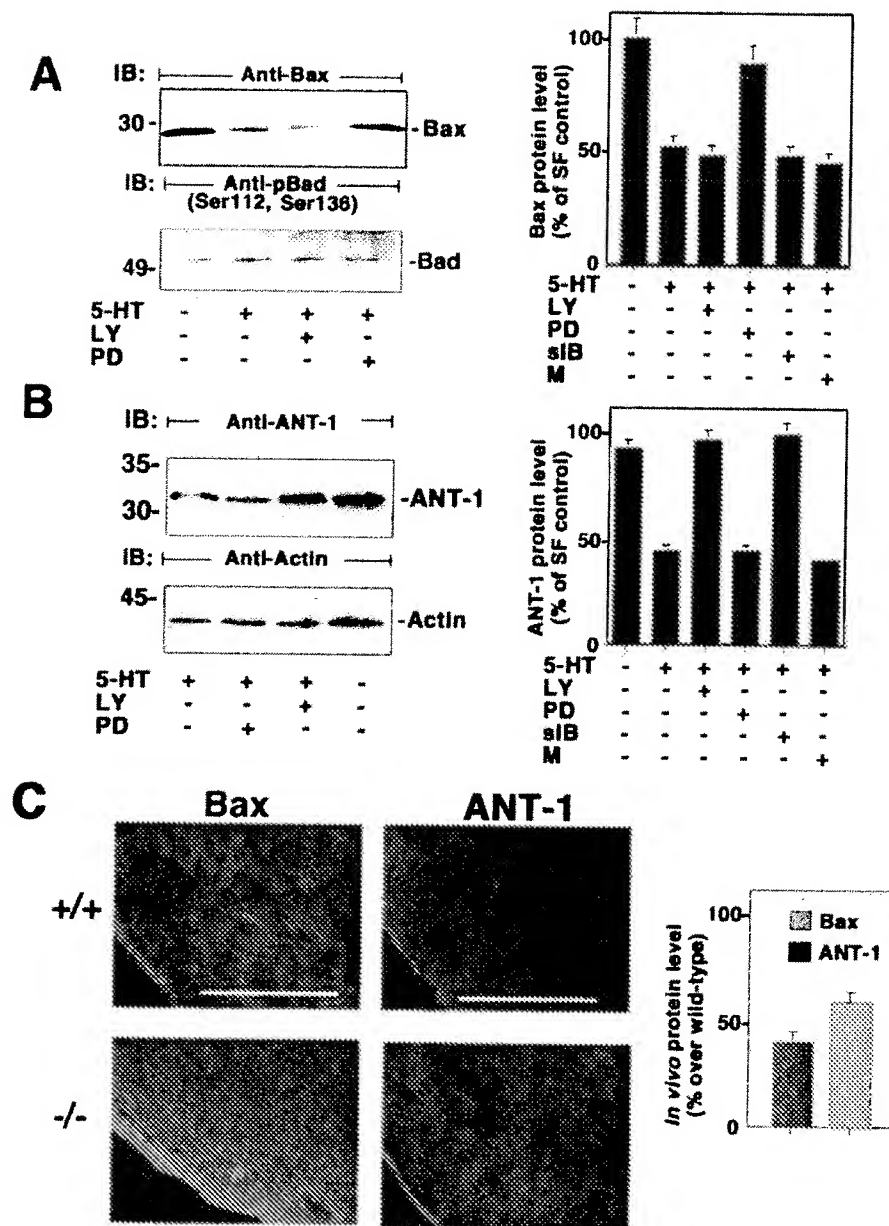 A
IB: Anti-Bax
30-
-Bax
IB: Anti-pBad
(Ser112, Ser136)
49-
-Bad
5-HT - + + +
LY - - + -
PD - - - +
Bax protein level
(% of SF control)
100
50
0
5-HT - + + + + +
LY - - + - - -
PD - - - + - -
sIB - - - - + -
M - - - - - +
B
IB: Anti-ANT-1
35-
30-
-ANT-1
IB: Anti-Actin
45-
-Actin
5-HT + + + -
LY - - + -
PD - + - -
ANT-1 protein level
(% of SF control)
100
50
0
5-HT - + + + + +
LY - - + - - -
PD - - - + - -
sIB - - - - + -
M - - - - - +
C
Bax ANT-1
+/+
-/-
In vivo protein level
(% over wild-type)
100
50
0
Bax
ANT-1